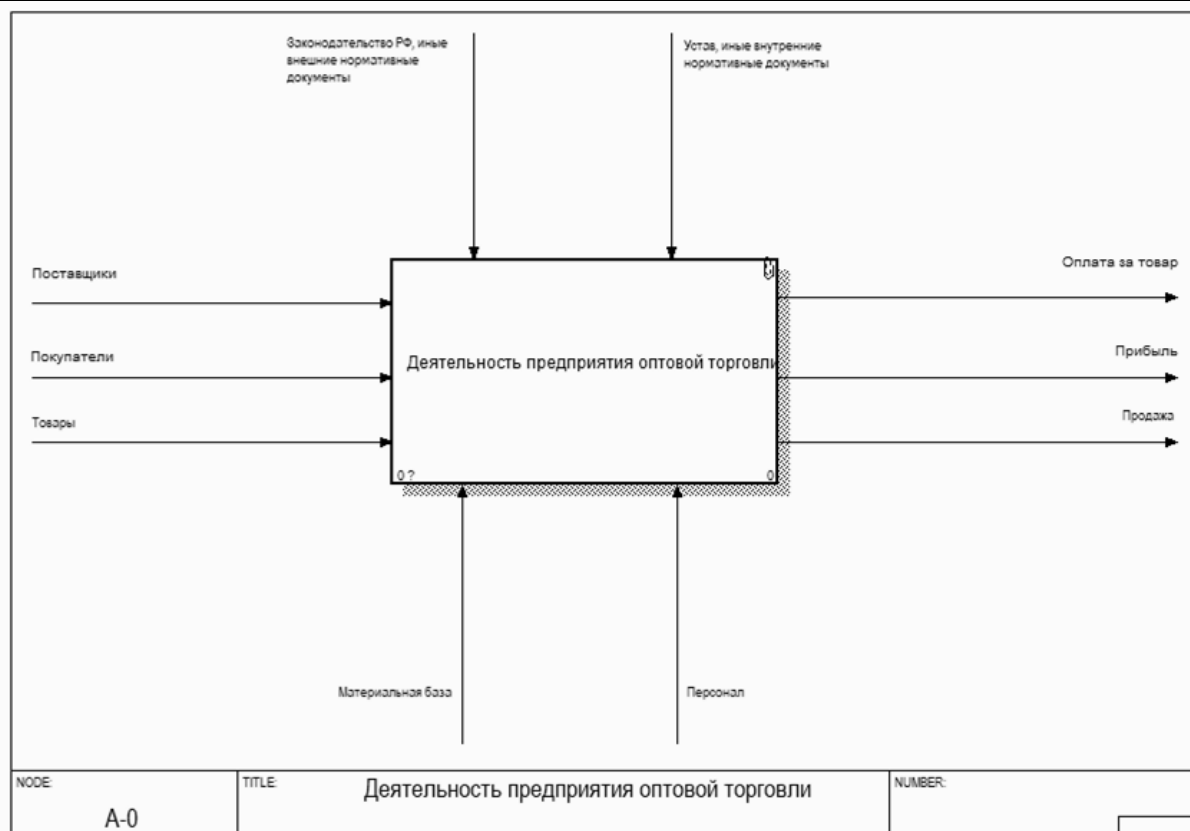 Законодательство РФ, иные
внешние нормативные
документы
Устав, иные внутренние
нормативные документы
Поставщики
Оплата за товар
Покупатели
Деятельность предприятия оптовой торговли
Прибыль
Товары
Продажа
0 ?
0
Материальная база
Персонал
NODE:
A-0
TITLE:
Деятельность предприятия оптовой торговли
NUMBER: